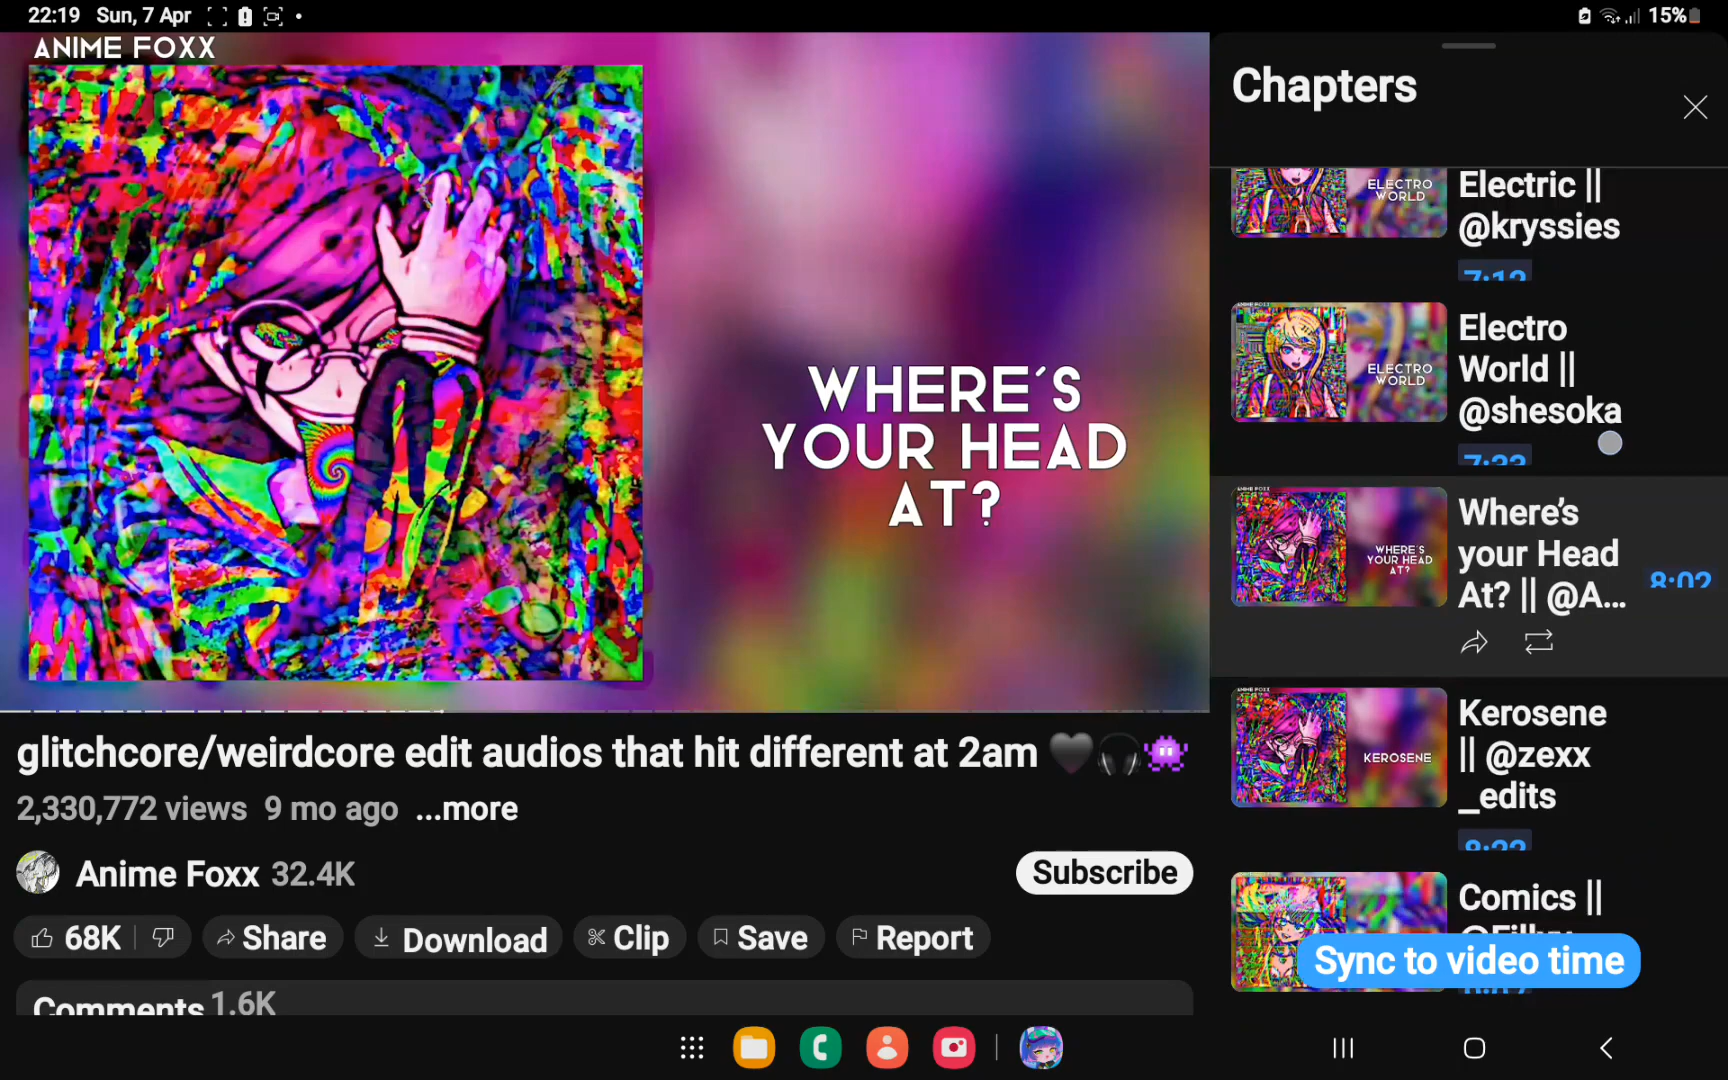 22:19 Sun, 7 Apr
15%
ANIME FOXX
WHERE'S
YOUR HEAD
AT?
glitchcore/weirdcore edit audios that hit different at 2am
2,330,772 views 9 mo ago ...more
Anime Foxx 32.4K
Subscribe
68K
Share
Download
Clip
Save
Report
Comments 1.6K
Chapters
ELECTRO
WORLD
Electric ||
@kryssies
7:12
ELECTRO
WORLD
Electro
World ||
@shesoka
WHERE'S
YOUR HEAD
AT?
Where's
your Head
At? || @A...
8:02
KEROSENE
Kerosene
|| @zexx
_edits
Comics ||
Sync to video time